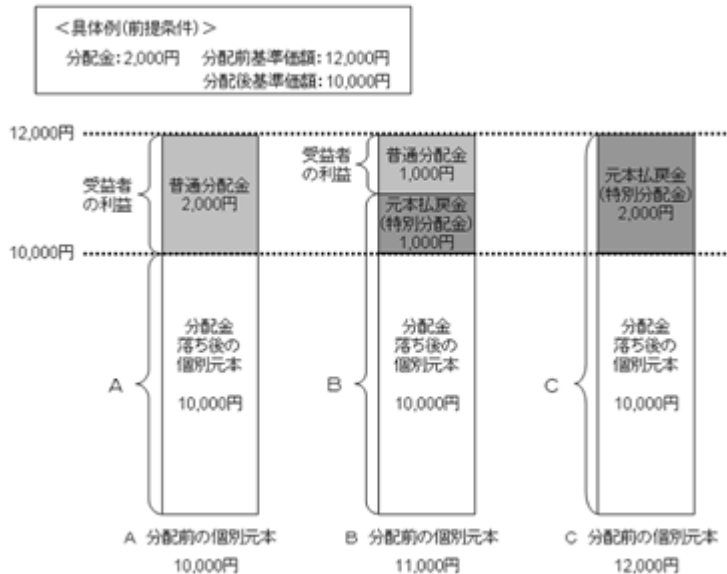 ＜具体例(前提条件)＞
分配金：2,000円　分配前基準価額：12,000円
分配後基準価額：10,000円
12,000円
受益者
の利益
普通分配金
2,000円
受益者
の利益
普通分配金
1,000円
元本払戻金
(特別分配金)
1,000円
元本払戻金
(特別分配金)
2,000円
10,000円
A
分配金
落ち後の
個別元本
10,000円
B
分配金
落ち後の
個別元本
10,000円
C
分配金
落ち後の
個別元本
10,000円
A 分配前の個別元本
10,000円
B 分配前の個別元本
11,000円
C 分配前の個別元本
12,000円